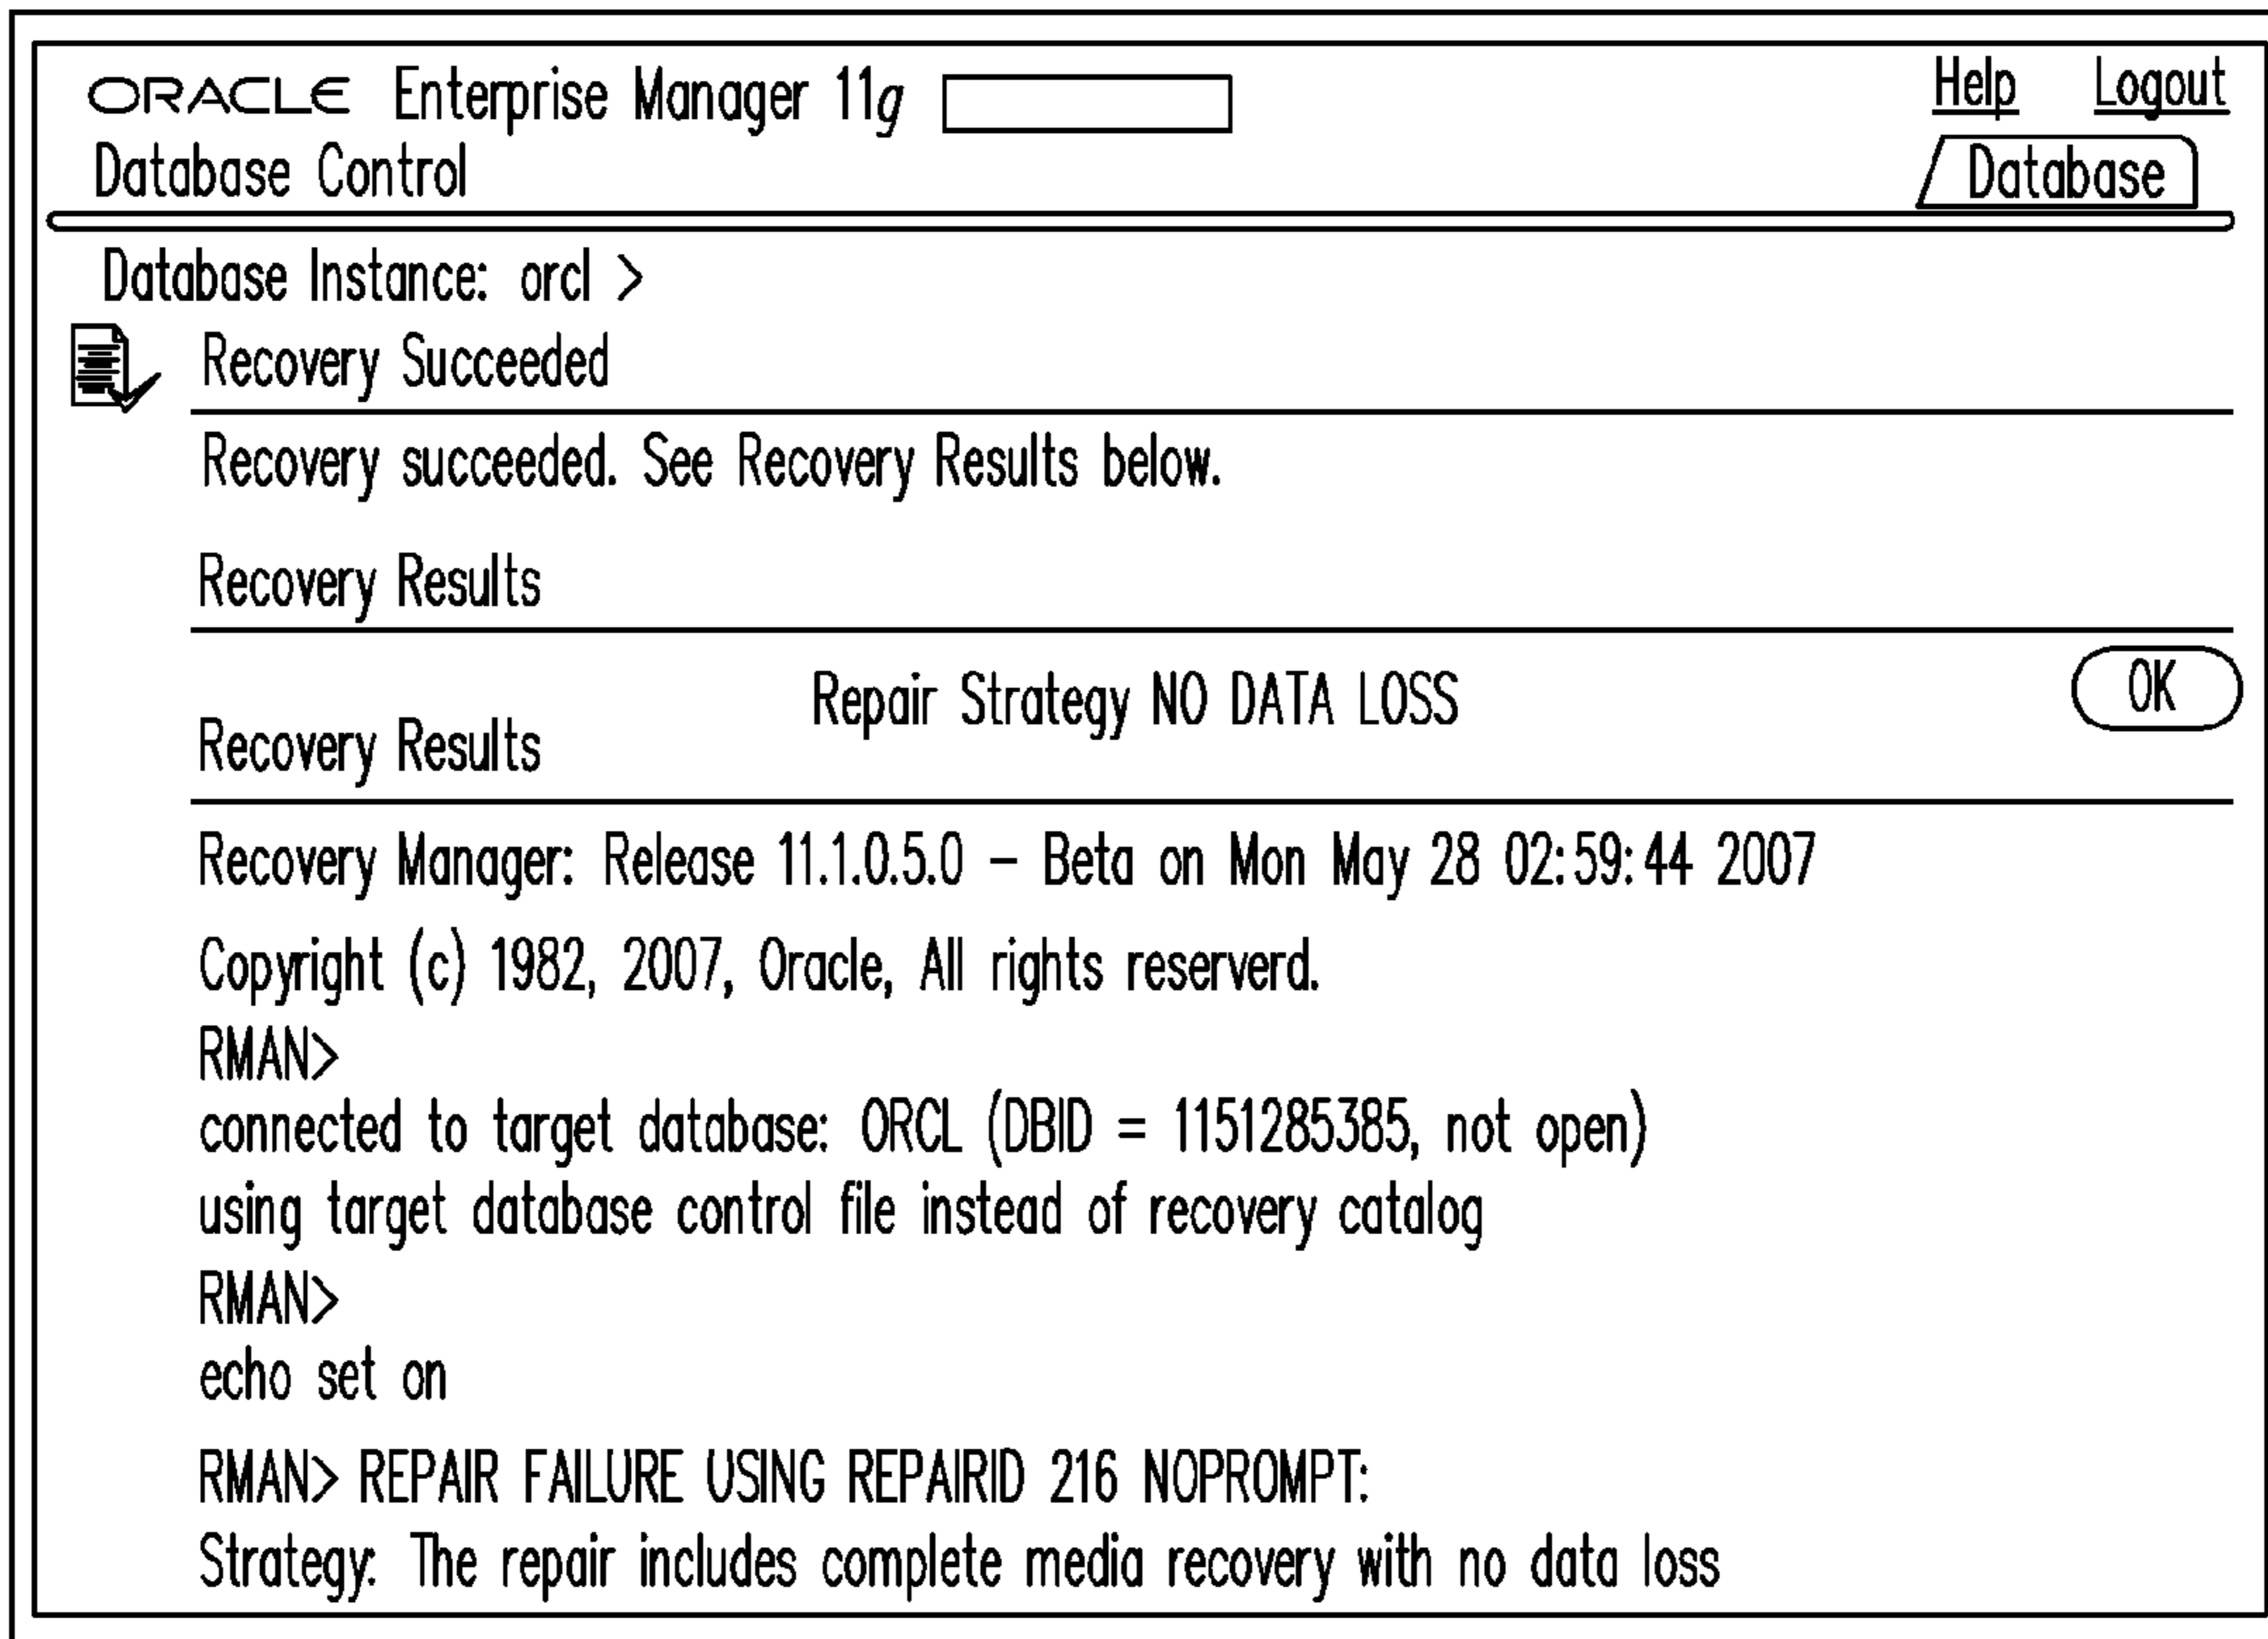 ORACLE Enterprise Manager 11g Help Logout
Database Control Database
Database Instance: orcl >
Recovery Succeeded
Recovery succeeded. See Recovery Results below.
Recovery Results
Repair Strategy NO DATA LOSS OK
Recovery Results
Recovery Manager: Release 11.1.0.5.0 – Beta on Mon May 28 02:59:44 2007
Copyright (c) 1982, 2007, Oracle, All rights reserverd.
RMAN>
connected to target database: ORCL (DBID = 1151285385, not open)
using target database control file instead of recovery catalog
RMAN>
echo set on
RMAN> REPAIR FAILURE USING REPAIRID 216 NOPROMPT:
Strategy: The repair includes complete media recovery with no data loss